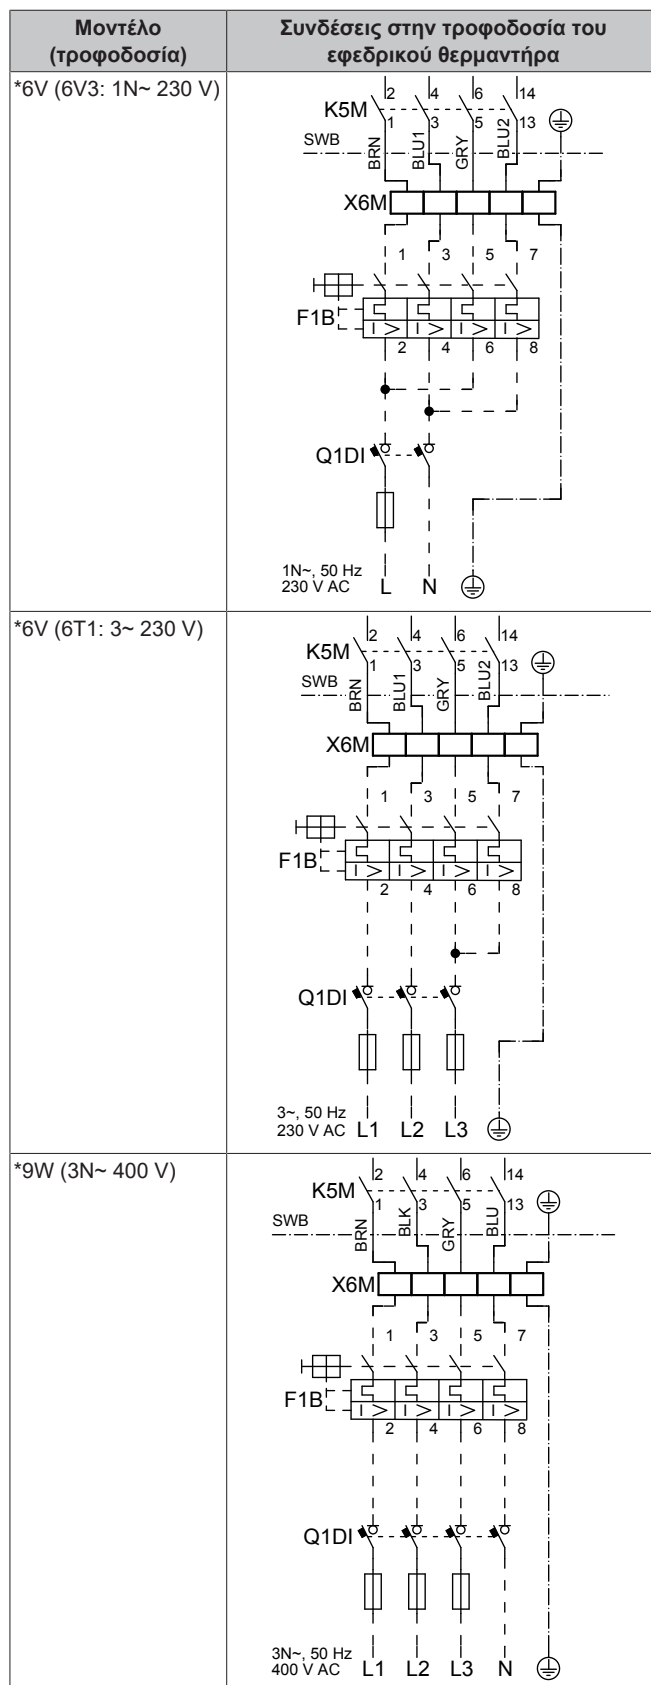 Μοντέλο
(τροφοδοσία)
Συνδέσεις στην τροφοδοσία του
εφεδρικού θερμαντήρα
*6V (6V3: 1N~ 230 V)
2 4 6 14
K5M
1 3 5 13
SWB
BRN BLU1 GRY BLU2
X6M
1 3 5 7
F1B
I > I > I > I >
2 4 6 8
Q1DI
1N~, 50 Hz
230 V AC
L N
*6V (6T1: 3~ 230 V)
2 4 6 14
K5M
1 3 5 13
SWB
BRN BLU1 GRY BLU2
X6M
1 3 5 7
F1B
I > I > I > I >
2 4 6 8
Q1DI
3~, 50 Hz
230 V AC
L1 L2 L3
*9W (3N~ 400 V)
2 4 6 14
K5M
1 3 5 13
SWB
BRN BLK GRY BLU
X6M
1 3 5 7
F1B
I > I > I > I >
2 4 6 8
Q1DI
3N~, 50 Hz
400 V AC
L1 L2 L3 N